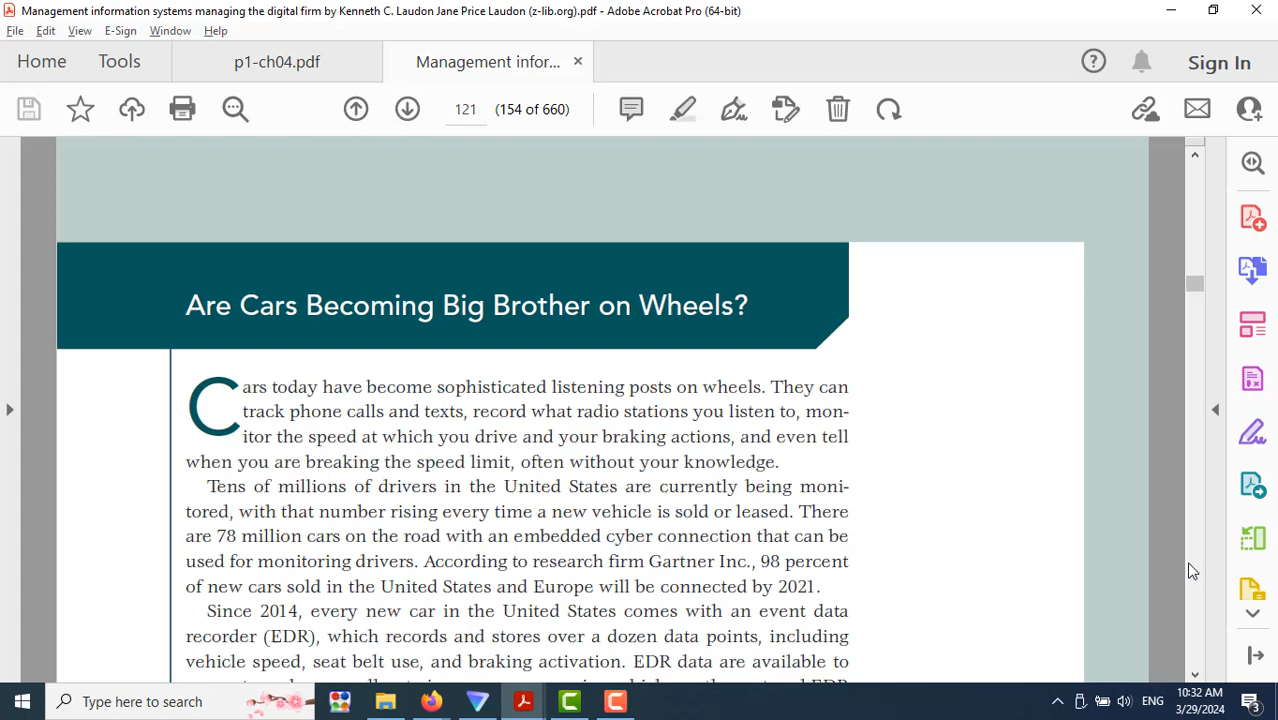 Management information systems managing the digital firm by Kenneth C. Laudon Jane Price Laudon (z-lib.org).pdf - Adobe Acrobat Pro (64-bit)
File Edit View E-Sign Window Help
Home Tools p1-ch04.pdf Management infor... × Sign In
121 (154 of 660)
Are Cars Becoming Big Brother on Wheels?
Cars today have become sophisticated listening posts on wheels. They can
track phone calls and texts, record what radio stations you listen to, mon-
itor the speed at which you drive and your braking actions, and even tell
when you are breaking the speed limit, often without your knowledge.
Tens of millions of drivers in the United States are currently being moni-
tored, with that number rising every time a new vehicle is sold or leased. There
are 78 million cars on the road with an embedded cyber connection that can be
used for monitoring drivers. According to research firm Gartner Inc., 98 percent
of new cars sold in the United States and Europe will be connected by 2021.
Since 2014, every new car in the United States comes with an event data
recorder (EDR), which records and stores over a dozen data points, including
vehicle speed, seat belt use, and braking activation. EDR data are available to
Type here to search
ENG
10:32 AM
3/29/2024
3